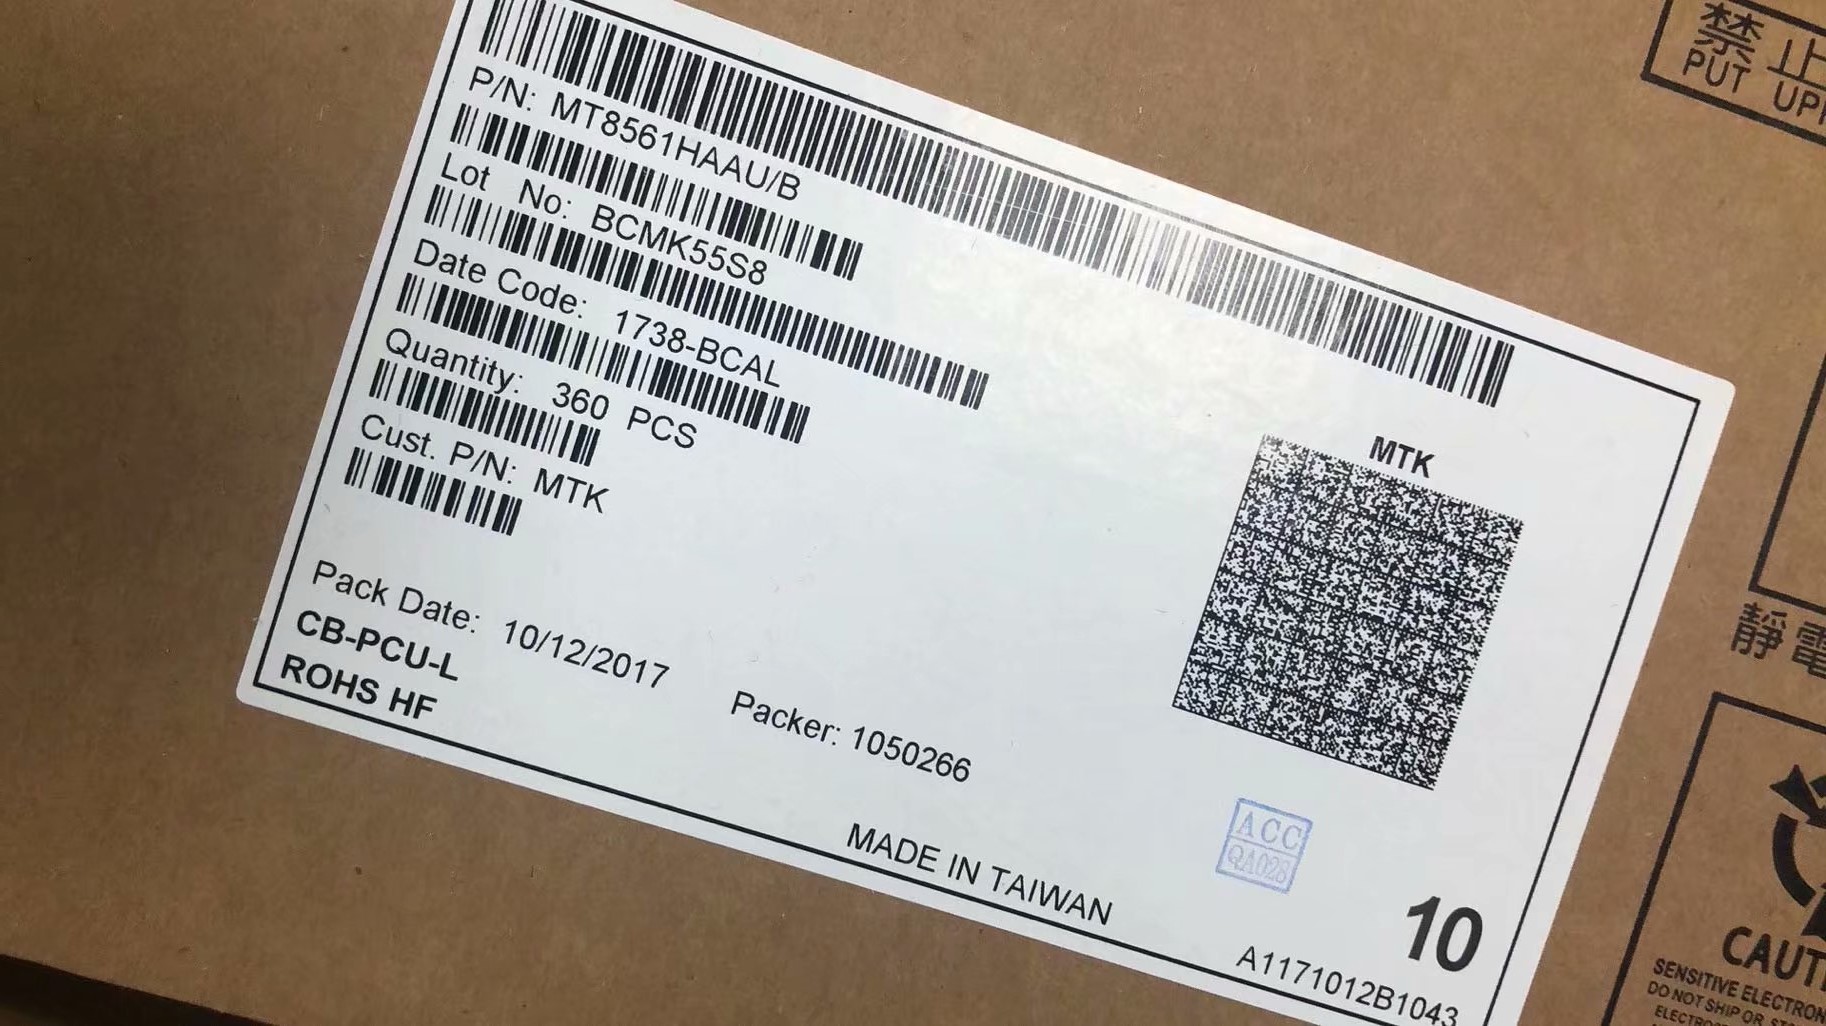 P/N: MT8561HAAU/B
Lot No: BCMK55S8
Date Code: 1738-BCAL
Quantity: 360 PCS
Cust. P/N: MTK
MTK
Pack Date: 10/12/2017
CB-PCU-L
ROHS HF
Packer: 1050266
ACC
QA028
MADE IN TAIWAN
10
A1171012B1043
禁止
PUT UP
靜電
CAUT
SENSITIVE ELECTRON
DO NOT SHIP OR
ELECTRO